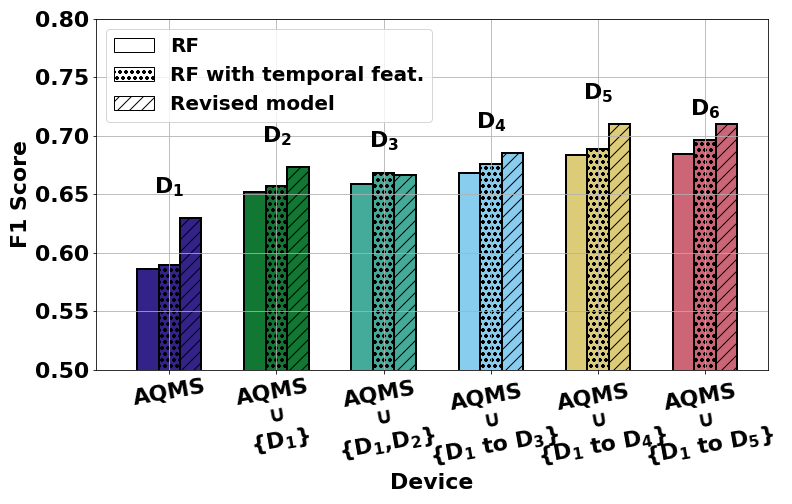 0.80
0.75
0.70
0.65
0.60
0.55
0.50
F1 Score
RF
RF with temporal feat.
Revised model
D1
D2
D3
D4
D5
D6
AQMS
AQMS
∪
{D1}
AQMS
∪
{D1,D2}
AQMS
∪
{D1 to D3}
AQMS
∪
{D1 to D4}
AQMS
∪
{D1 to D5}
Device